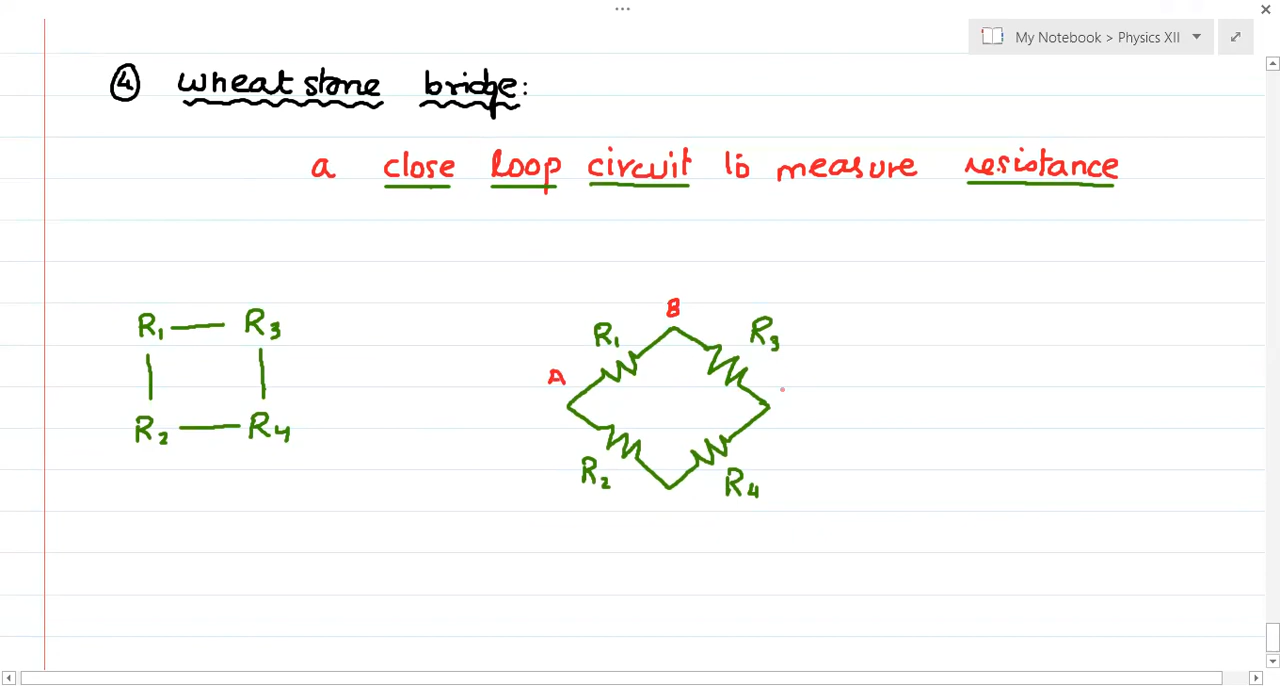 My Notebook > Physics XII
④ Wheatstone bridge:
a close loop circuit to measure resistance
R₁ — R₃
R₂ — R₄
B
R₁ R₃
A
R₂ R₄